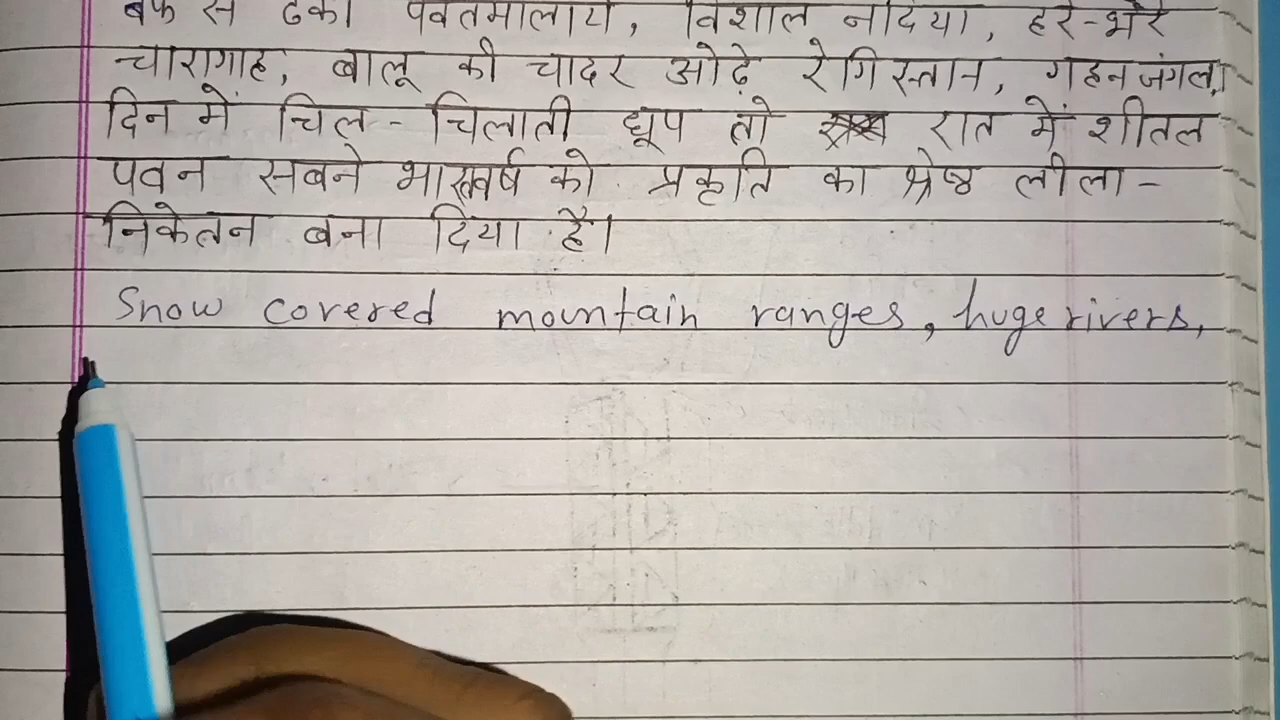 बर्फ से ढकी पर्वतमालायें, विशाल नदियाँ, हरे-भरे
चारागाह, बालू की चादर ओढ़े रेगिस्तान, गहन जंगल,
दिन में चिल-चिलाती धूप तो रात में शीतल
पवन सबने भारतवर्ष को प्रकृति का श्रेष्ठ लीला-
निकेतन बना दिया है।
Snow covered mountain ranges, huge rivers,